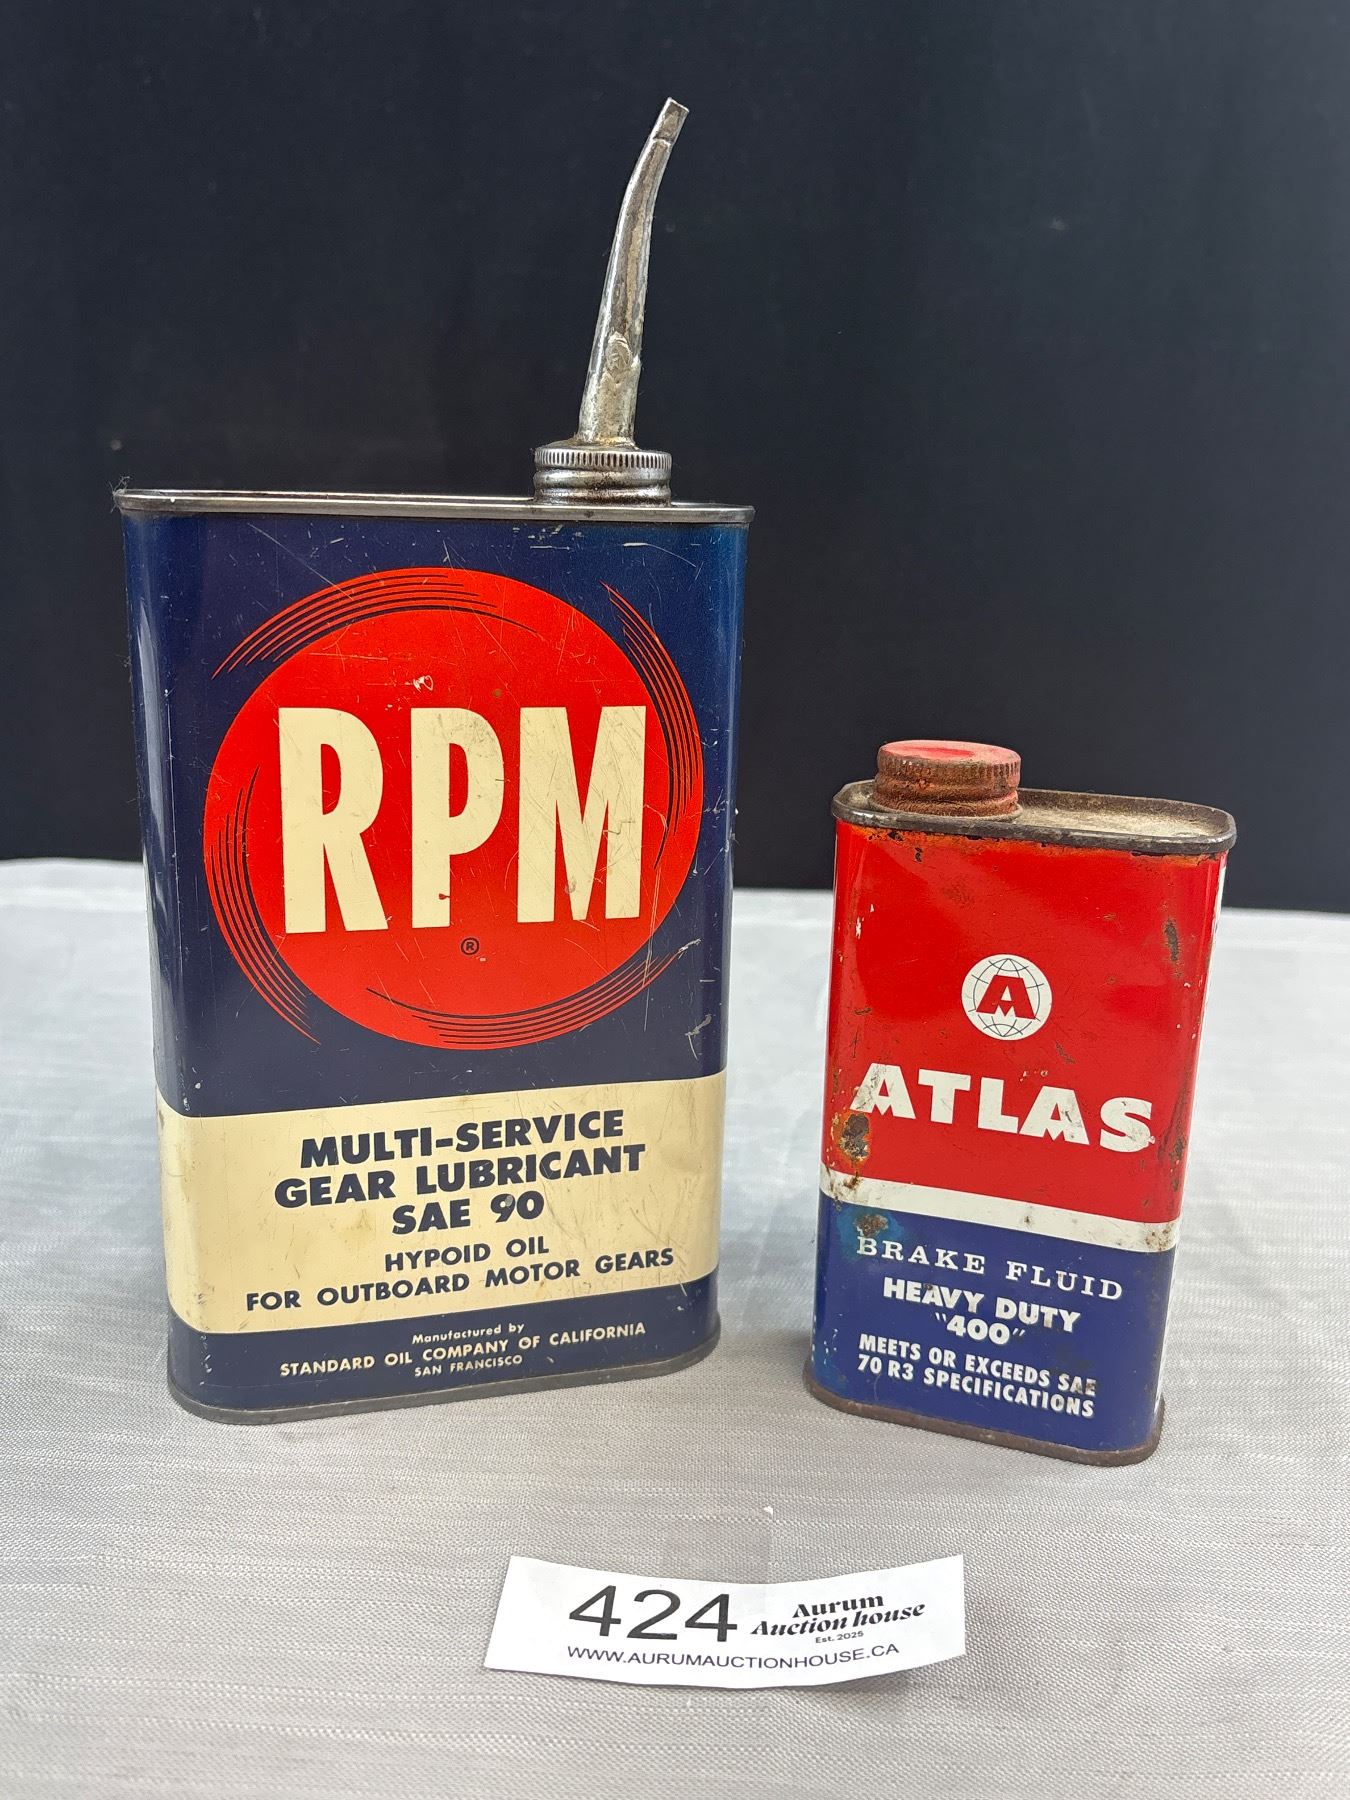 RPM
®
MULTI-SERVICE
GEAR LUBRICANT
SAE 90
HYPOID OIL
FOR OUTBOARD MOTOR GEARS
Manufactured by
STANDARD OIL COMPANY OF CALIFORNIA
SAN FRANCISCO
A
ATLAS
BRAKE FLUID
HEAVY DUTY
"400"
MEETS OR EXCEEDS SAE
70 R3 SPECIFICATIONS
424
Aurum
Auction house
Est. 2025
WWW.AURUMAUCTIONHOUSE.CA